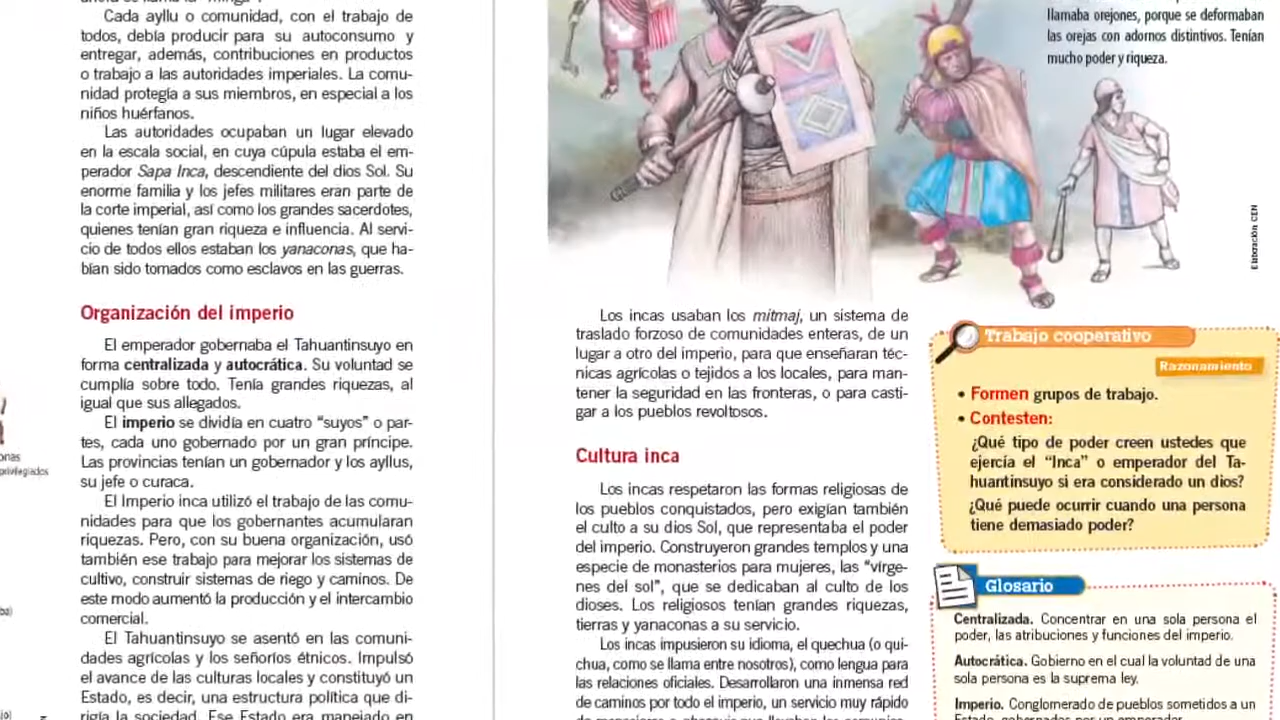 Cada ayllu o comunidad, con el trabajo de
todos, debía producir para su autoconsumo y
entregar, además, contribuciones en productos
o trabajo a las autoridades imperiales. La comu-
nidad protegía a sus miembros, en especial a los
niños huérfanos.
Las autoridades ocupaban un lugar elevado
en la escala social, en cuya cúpula estaba el em-
perador Sapa Inca, descendiente del dios Sol. Su
enorme familia y los jefes militares eran parte de
la corte imperial, así como los grandes sacerdotes,
quienes tenían gran riqueza e influencia. Al servi-
cio de todos ellos estaban los yanaconas, que ha-
bían sido tomados como esclavos en las guerras.
Organización del imperio
El emperador gobernaba el Tahuantinsuyo en
forma centralizada y autocrática. Su voluntad se
cumplía sobre todo. Tenía grandes riquezas, al
igual que sus allegados.
El imperio se dividía en cuatro “suyos” o par-
tes, cada uno gobernado por un gran príncipe.
Las provincias tenían un gobernador y los ayllus,
su jefe o curaca.
El Imperio inca utilizó el trabajo de las comu-
nidades para que los gobernantes acumularan
riquezas. Pero, con su buena organización, usó
también ese trabajo para mejorar los sistemas de
cultivo, construir sistemas de riego y caminos. De
este modo aumentó la producción y el intercambio
comercial.
El Tahuantinsuyo se asentó en las comuni-
dades agrícolas y los señoríos étnicos. Impulsó
el avance de las culturas locales y constituyó un
Estado, es decir, una estructura política que di-
rigía la sociedad. Ese Estado era manejado en
llamaba orejones, porque se deformaban
las orejas con adornos distintivos. Tenían
mucho poder y riqueza.
Elaboración CEN
Los incas usaban los mitmaj, un sistema de
traslado forzoso de comunidades enteras, de un
lugar a otro del imperio, para que enseñaran téc-
nicas agrícolas o tejidos a los locales, para man-
tener la seguridad en las fronteras, o para casti-
gar a los pueblos revoltosos.
Cultura inca
Los incas respetaron las formas religiosas de
los pueblos conquistados, pero exigían también
el culto a su dios Sol, que representaba el poder
del imperio. Construyeron grandes templos y una
especie de monasterios para mujeres, las “vírge-
nes del sol”, que se dedicaban al culto de los
dioses. Los religiosos tenían grandes riquezas,
tierras y yanaconas a su servicio.
Los incas impusieron su idioma, el quechua (o qui-
chua, como se llama entre nosotros), como lengua para
las relaciones oficiales. Desarrollaron una inmensa red
de caminos por todo el imperio, un servicio muy rápido
Trabajo cooperativo
Razonamiento
• Formen grupos de trabajo.
• Contesten:
¿Qué tipo de poder creen ustedes que
ejercía el “Inca” o emperador del Ta-
huantinsuyo si era considerado un dios?
¿Qué puede ocurrir cuando una persona
tiene demasiado poder?
Glosario
Centralizada. Concentrar en una sola persona el
poder, las atribuciones y funciones del imperio.
Autocrática. Gobierno en el cual la voluntad de una
sola persona es la suprema ley.
Imperio. Conglomerado de pueblos sometidos a un